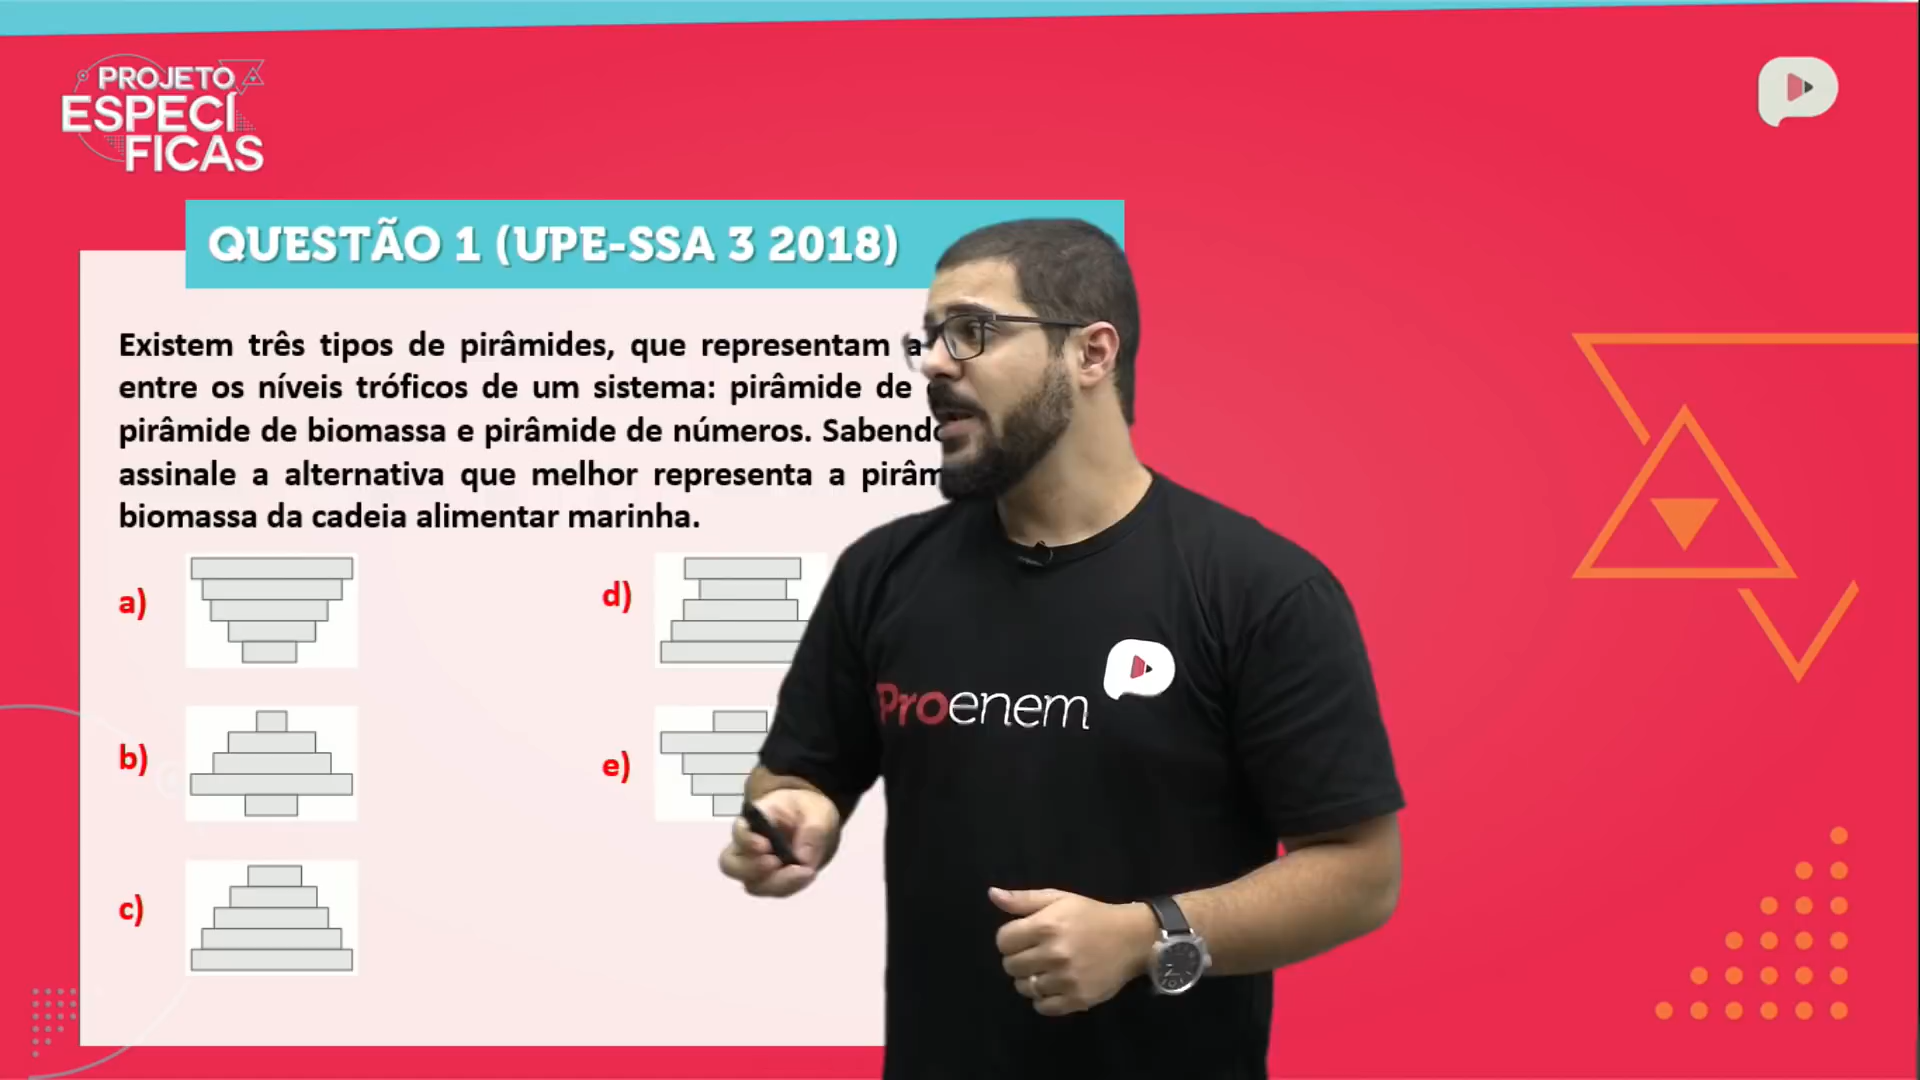 PROJETO
ESPECÍ
FICAS
QUESTÃO 1 (UPE-SSA 3 2018)
Existem três tipos de pirâmides, que representam
entre os níveis tróficos de um sistema: pirâmide de
pirâmide de biomassa e pirâmide de números.
assinale a alternativa que melhor representa a
biomassa da cadeia alimentar marinha.
a)
d)
b)
e)
c)
Proenem